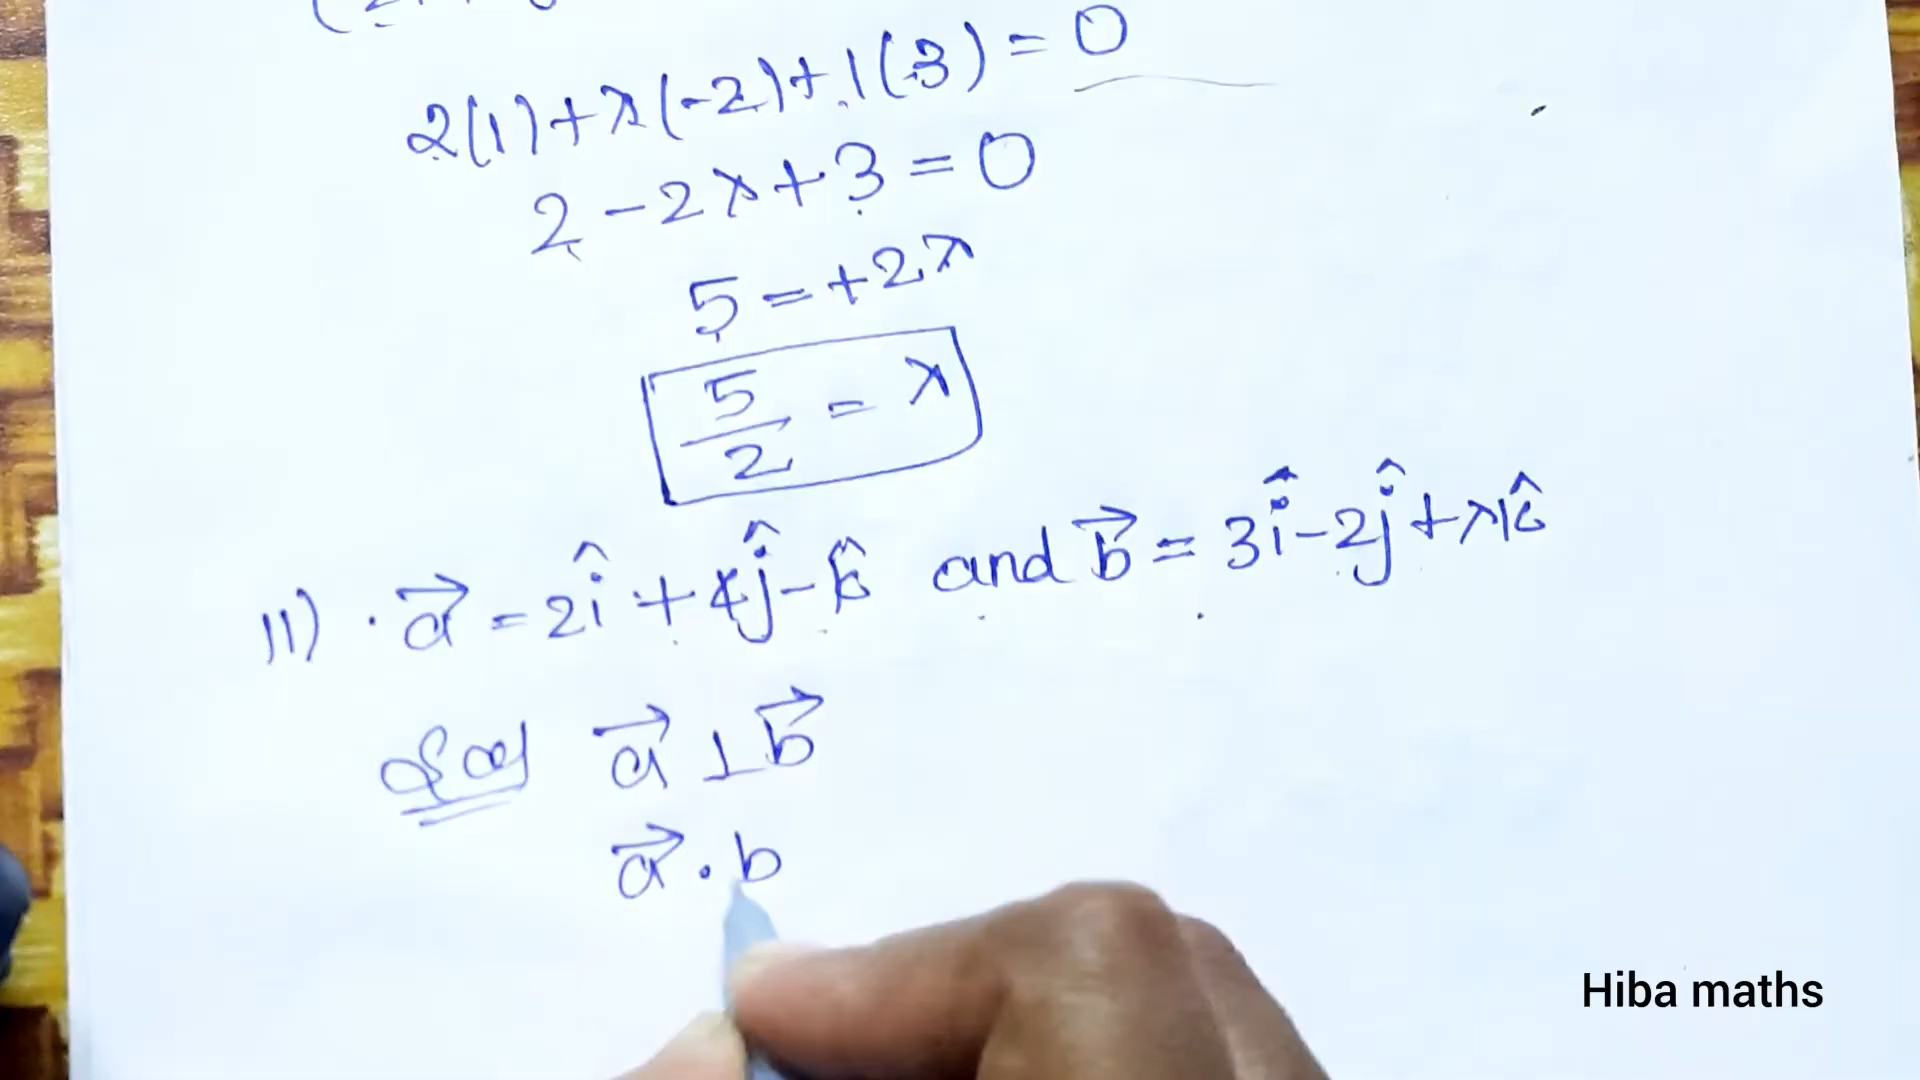 2(1)+λ(-2)+1(3)=0
2-2λ+3=0
5=+2λ
5/2 = λ
11) . a⃗ = 2î + 4ĵ - k̂ and b⃗ = 3î - 2ĵ + λk̂
Sol a⃗ ⊥ b⃗
a⃗ . b
Hiba maths